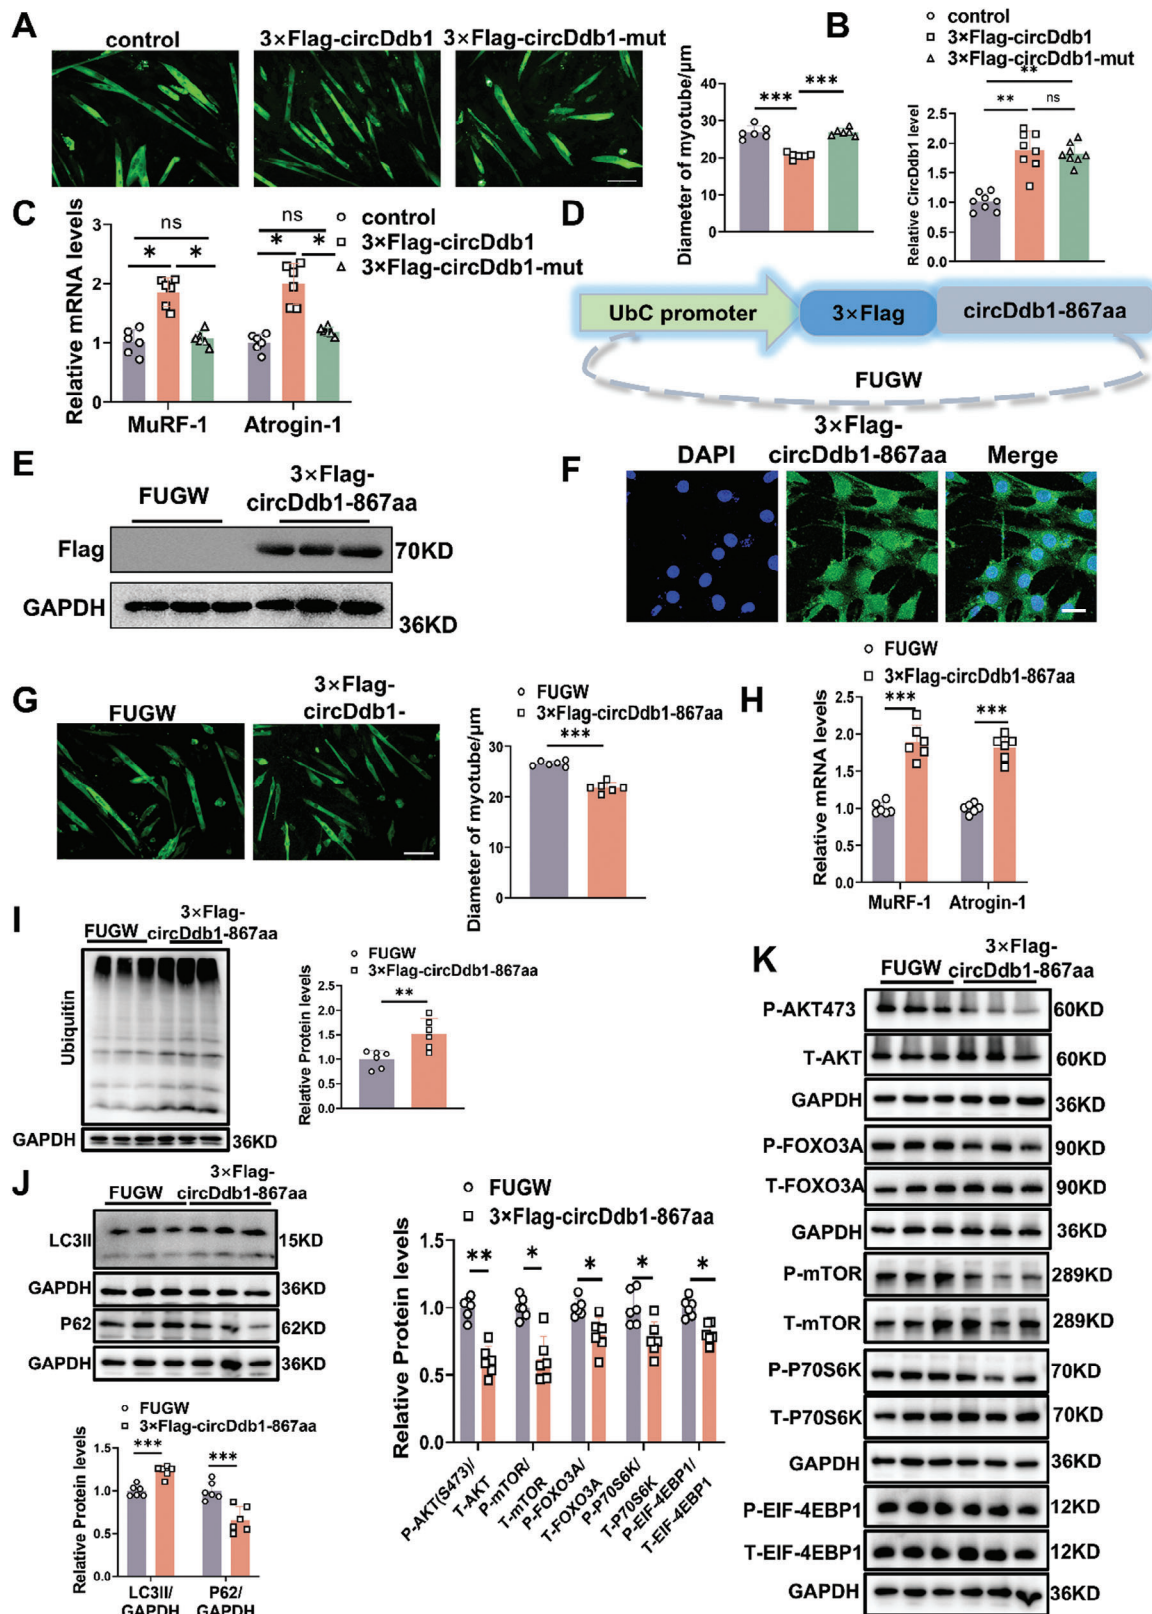 A
control
3×Flag-circDdb1
3×Flag-circDdb1-mut
Diameter of myotube/μm
40
30
20
10
0
***
***
B
control
3×Flag-circDdb1
3×Flag-circDdb1-mut
Relative CircDdb1 level
2.5
2.0
1.5
1.0
0.5
0.0
**
**
ns
C
Relative mRNA levels
3
2
1
0
ns
*
*
ns
*
*
MuRF-1
Atrogin-1
control
3×Flag-circDdb1
3×Flag-circDdb1-mut
D
UbC promoter
3×Flag
circDdb1-867aa
FUGW
E
FUGW
3×Flag-
circDdb1-867aa
Flag
70KD
GAPDH
36KD
F
DAPI
3×Flag-
circDdb1-867aa
Merge
G
FUGW
3×Flag-
circDdb1-
FUGW
3×Flag-circDdb1-867aa
Diameter of myotube/μm
30
20
10
0
***
H
FUGW
3×Flag-circDdb1-867aa
Relative mRNA levels
2.5
2.0
1.5
1.0
0.5
0.0
***
***
MuRF-1
Atrogin-1
I
FUGW
3×Flag-
circDdb1-867aa
Ubiquitin
GAPDH
36KD
FUGW
3×Flag-circDdb1-867aa
Relative Protein levels
2.5
2.0
1.5
1.0
0.5
0.0
**
J
FUGW
3×Flag-
circDdb1-867aa
LC3II
15KD
GAPDH
36KD
P62
62KD
GAPDH
36KD
FUGW
3×Flag-circDdb1-867aa
Relative Protein levels
1.5
1.0
0.5
0.0
***
***
LC3II/
GAPDH
P62/
GAPDH
FUGW
3×Flag-circDdb1-867aa
Relative Protein levels
1.5
1.0
0.5
0.0
**
*
*
*
*
P-AKT(S473)/
T-AKT
P-mTOR/
T-mTOR
P-FOXO3A/
T-FOXO3A
P-P70S6K/
T-P70S6K
P-EIF-4EBP1/
T-EIF-4EBP1
K
FUGW
3×Flag-
circDdb1-867aa
P-AKT473
60KD
T-AKT
60KD
GAPDH
36KD
P-FOXO3A
90KD
T-FOXO3A
90KD
GAPDH
36KD
P-mTOR
289KD
T-mTOR
289KD
P-P70S6K
70KD
T-P70S6K
70KD
GAPDH
36KD
P-EIF-4EBP1
12KD
T-EIF-4EBP1
12KD
GAPDH
36KD